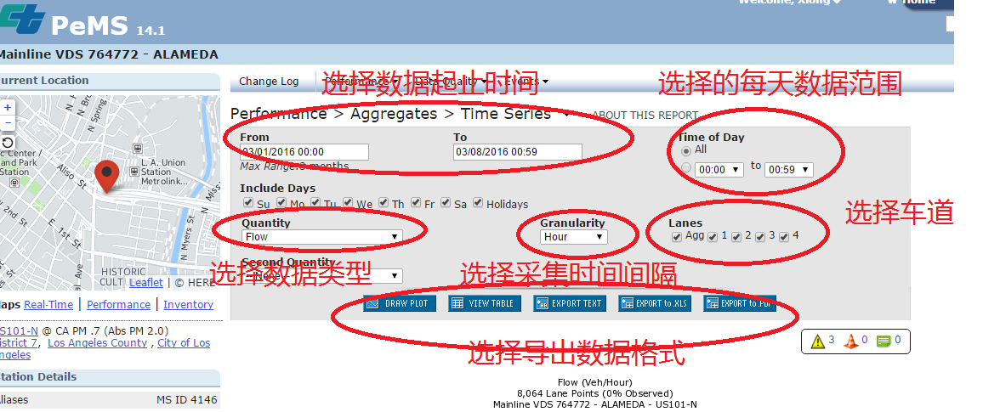 Welcome, Xiong
Home
PeMS 14.1
Mainline VDS 764772 - ALAMEDA
urrent Location
Change Log Performance Data Quality Events
选择数据起止时间
选择的每天数据范围
Performance > Aggregates > Time Series
ABOUT THIS REPORT
From To
03/01/2016 00:00 03/08/2016 00:59
Max Range: 3 months
Time of Day
All
00:00 to 00:59
Include Days
Su Mo Tu We Th Fr Sa Holidays
选择车道
Quantity Granularity Lanes
Flow Hour Agg 1 2 3 4
Second Quantity
选择数据类型
选择采集时间间隔
DRAW PLOT VIEW TABLE EXPORT TEXT EXPORT to.XLS EXPORT to.PDF
选择导出数据格式
3 0 0
Flow (Veh/Hour)
8,064 Lane Points (0% Observed)
Mainline VDS 764772 - ALAMEDA - US101-N
+
−
N Spring
N Br
ic Center /
and Park
Station
Aliso St
L. A. Union
Station
Metrolink...
2nd St
E 1st St
N Myers St
N Miss
al Ave
HISTORIC
CULT
Leaflet | © HERE
aps Real-Time | Performance | Inventory
S101-N @ CA PM .7 (Abs PM 2.0)
istrict 7, Los Angeles County , City of Los
ngeles
tation Details
liases MS ID 4146